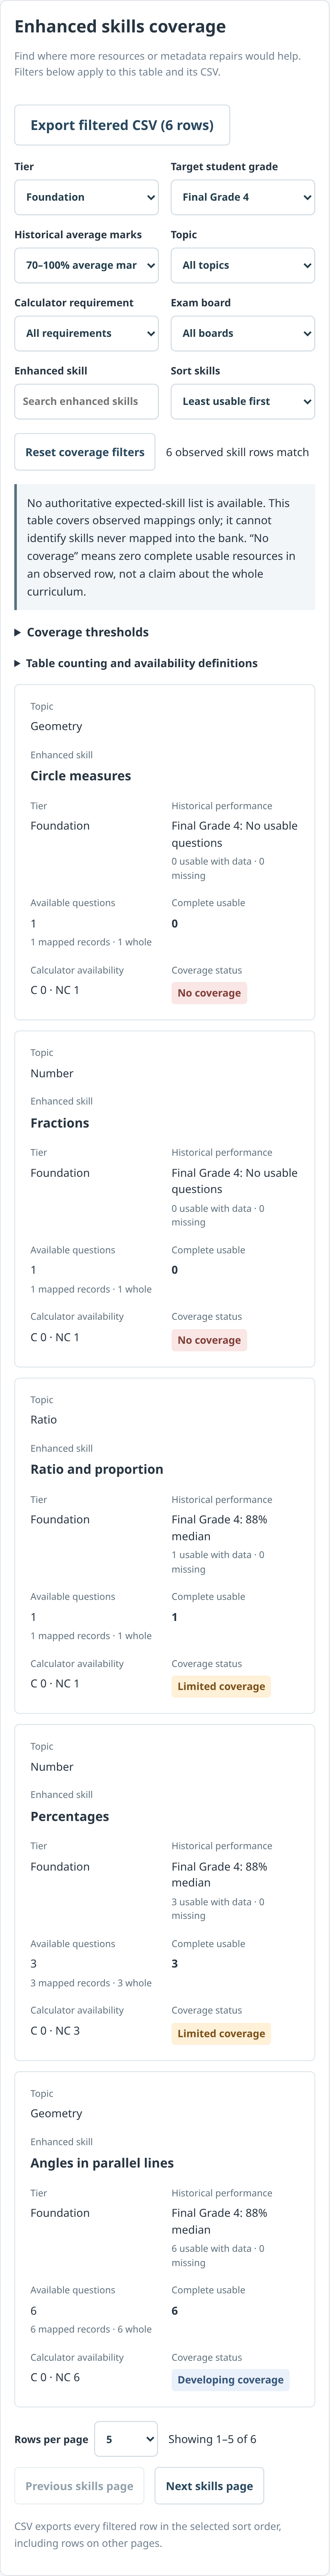 Enhanced skills coverage
Find where more resources or metadata repairs would help.
Filters below apply to this table and its CSV.
Export filtered CSV (6 rows)
Tier
Target student grade
Foundation
Final Grade 4
Historical average marks
Topic
70–100% average mar
All topics
Calculator requirement
Exam board
All requirements
All boards
Enhanced skill
Sort skills
Search enhanced skills
Least usable first
Reset coverage filters
6 observed skill rows match
No authoritative expected-skill list is available. This
table covers observed mappings only; it cannot
identify skills never mapped into the bank. “No
coverage” means zero complete usable resources in
an observed row, not a claim about the whole
curriculum.
Coverage thresholds
Table counting and availability definitions
Topic
Geometry
Enhanced skill
Circle measures
Tier
Historical performance
Foundation
Final Grade 4: No usable
questions
0 usable with data · 0
missing
Available questions
Complete usable
1
0
1 mapped records · 1 whole
Calculator availability
Coverage status
C 0 · NC 1
No coverage
Topic
Number
Enhanced skill
Fractions
Tier
Historical performance
Foundation
Final Grade 4: No usable
questions
0 usable with data · 0
missing
Available questions
Complete usable
1
0
1 mapped records · 1 whole
Calculator availability
Coverage status
C 0 · NC 1
No coverage
Topic
Ratio
Enhanced skill
Ratio and proportion
Tier
Historical performance
Foundation
Final Grade 4: 88%
median
1 usable with data · 0
missing
Available questions
Complete usable
1
1
1 mapped records · 1 whole
Calculator availability
Coverage status
C 0 · NC 1
Limited coverage
Topic
Number
Enhanced skill
Percentages
Tier
Historical performance
Foundation
Final Grade 4: 88%
median
3 usable with data · 0
missing
Available questions
Complete usable
3
3
3 mapped records · 3 whole
Calculator availability
Coverage status
C 0 · NC 3
Limited coverage
Topic
Geometry
Enhanced skill
Angles in parallel lines
Tier
Historical performance
Foundation
Final Grade 4: 88%
median
6 usable with data · 0
missing
Available questions
Complete usable
6
6
6 mapped records · 6 whole
Calculator availability
Coverage status
C 0 · NC 6
Developing coverage
Rows per page
5
Showing 1–5 of 6
Previous skills page
Next skills page
CSV exports every filtered row in the selected sort order,
including rows on other pages.